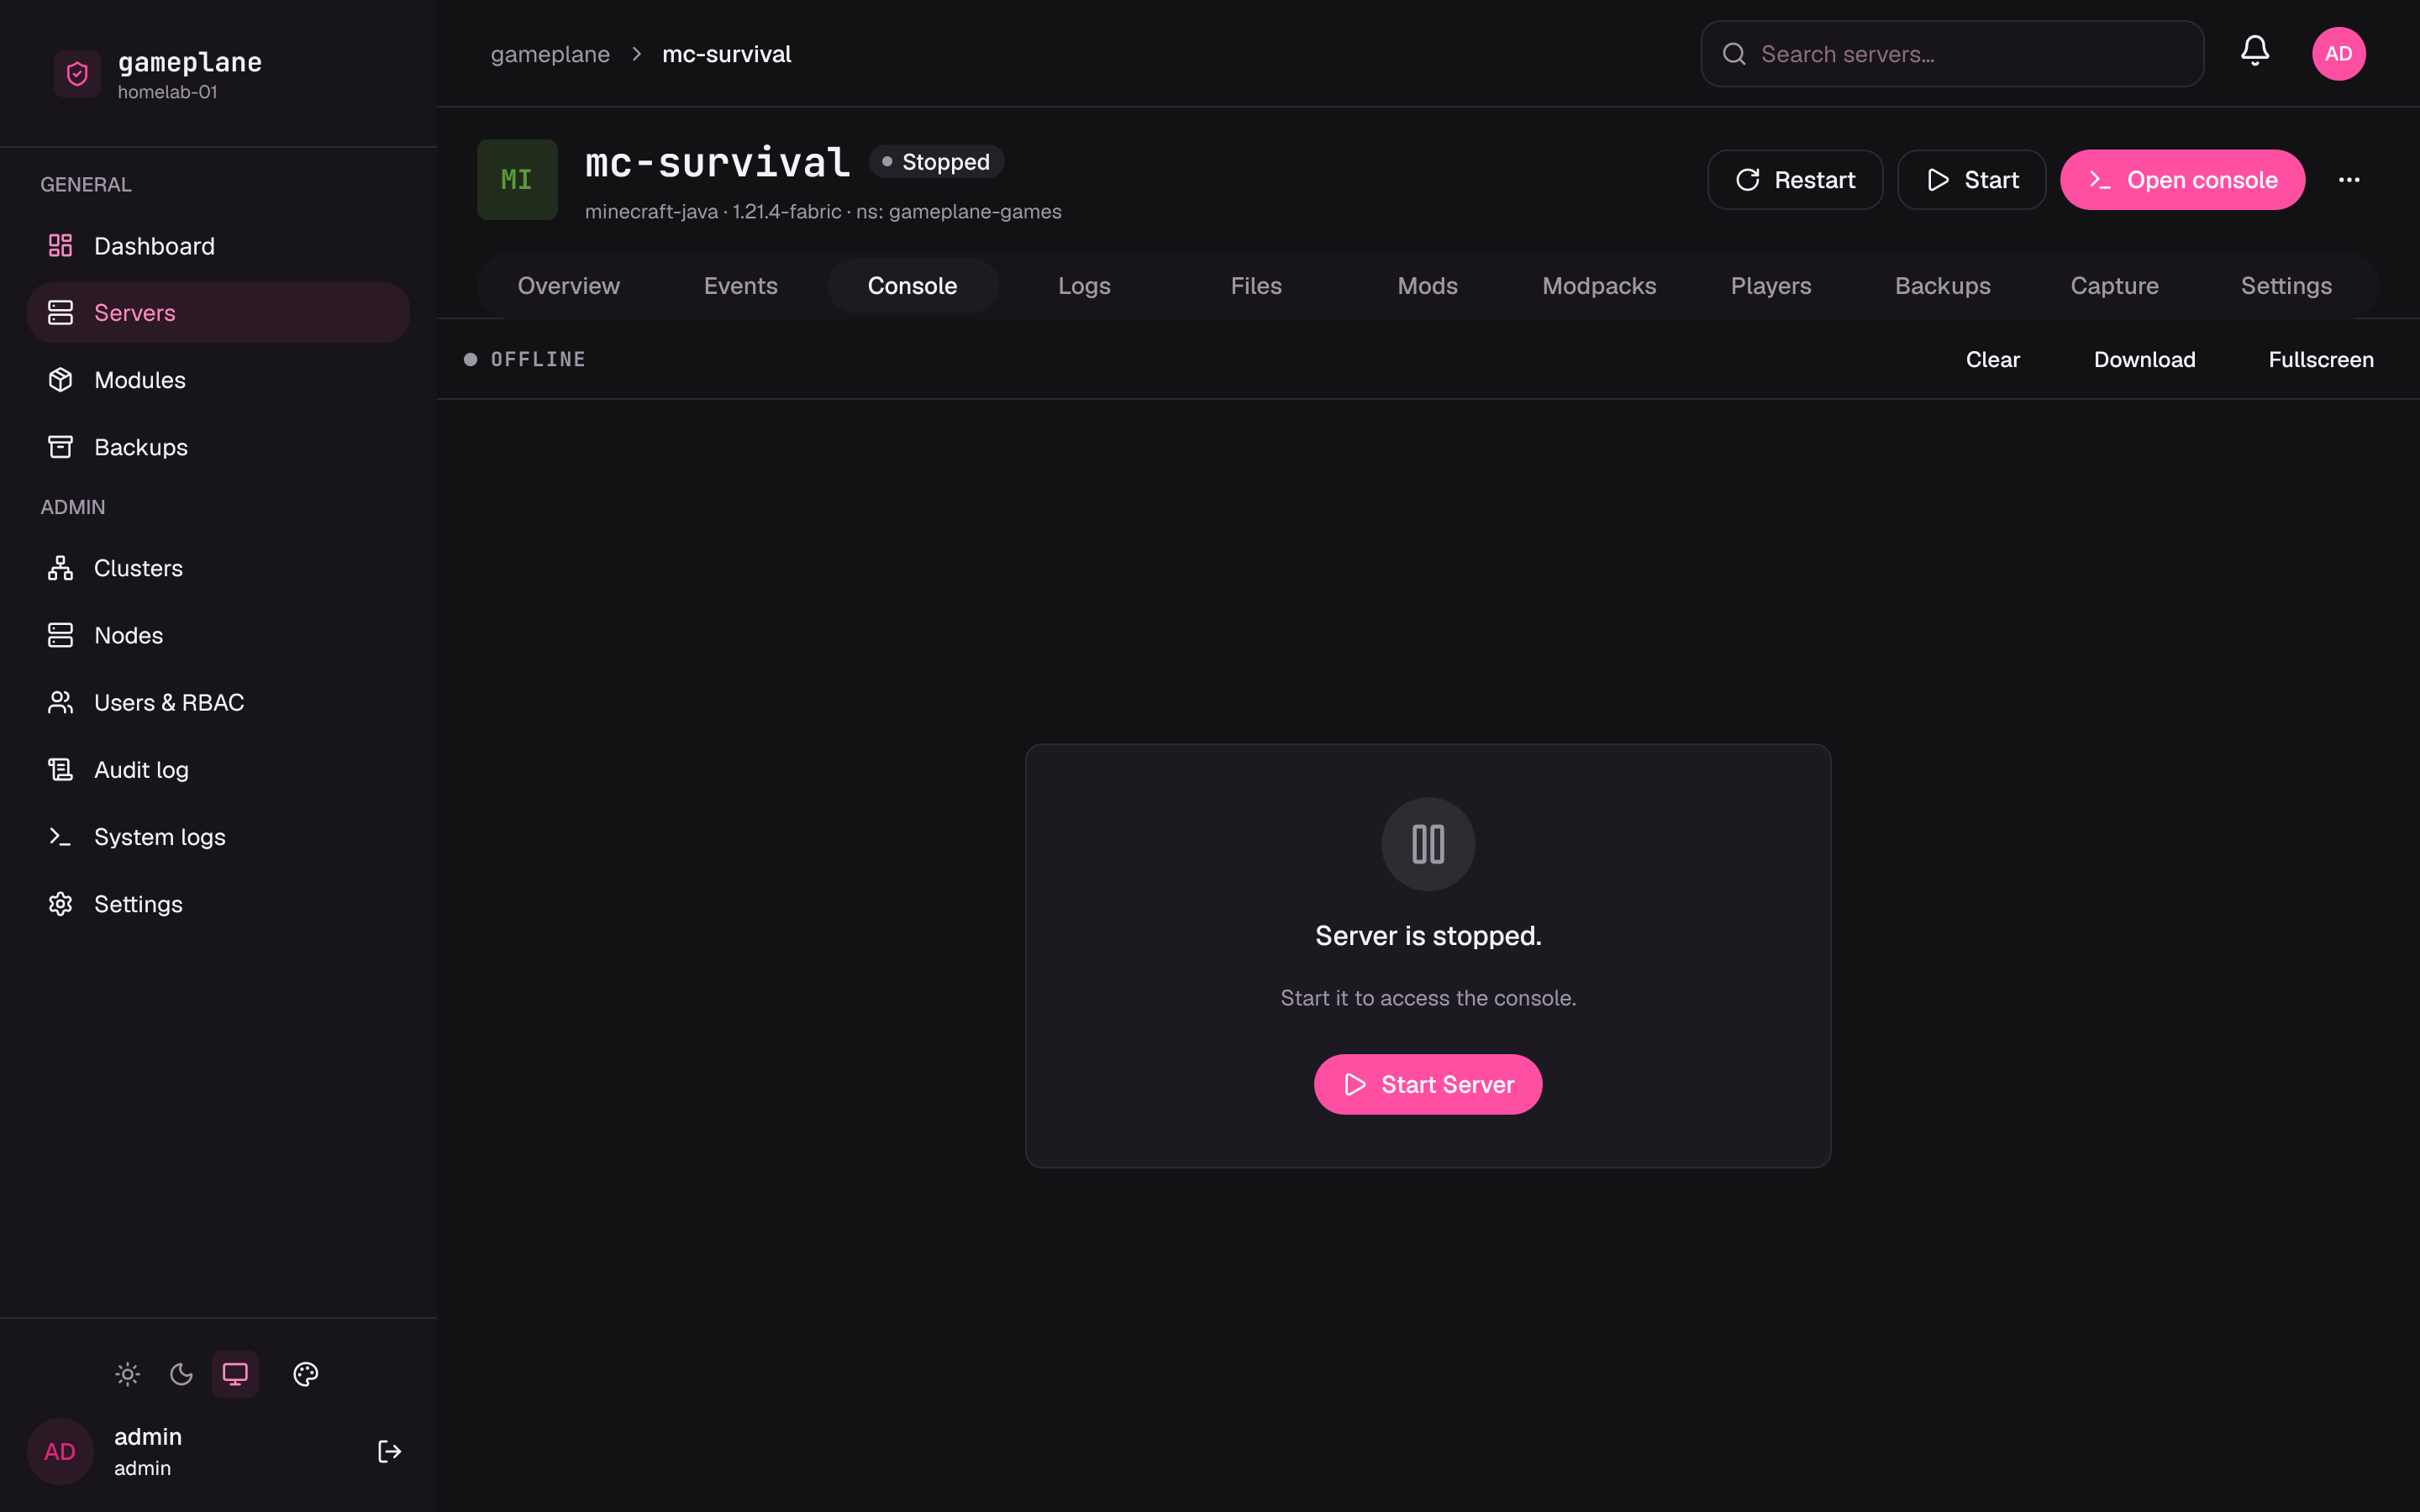 gameplane
homelab-01
GENERAL
Dashboard
Servers
Modules
Backups
ADMIN
Clusters
Nodes
Users & RBAC
Audit log
System logs
Settings
AD
admin
admin
gameplane
mc-survival
Search servers...
AD
MI
mc-survival
Stopped
minecraft-java · 1.21.4-fabric · ns: gameplane-games
Restart
Start
Open console
Overview
Events
Console
Logs
Files
Mods
Modpacks
Players
Backups
Capture
Settings
OFFLINE
Clear
Download
Fullscreen
Server is stopped.
Start it to access the console.
Start Server